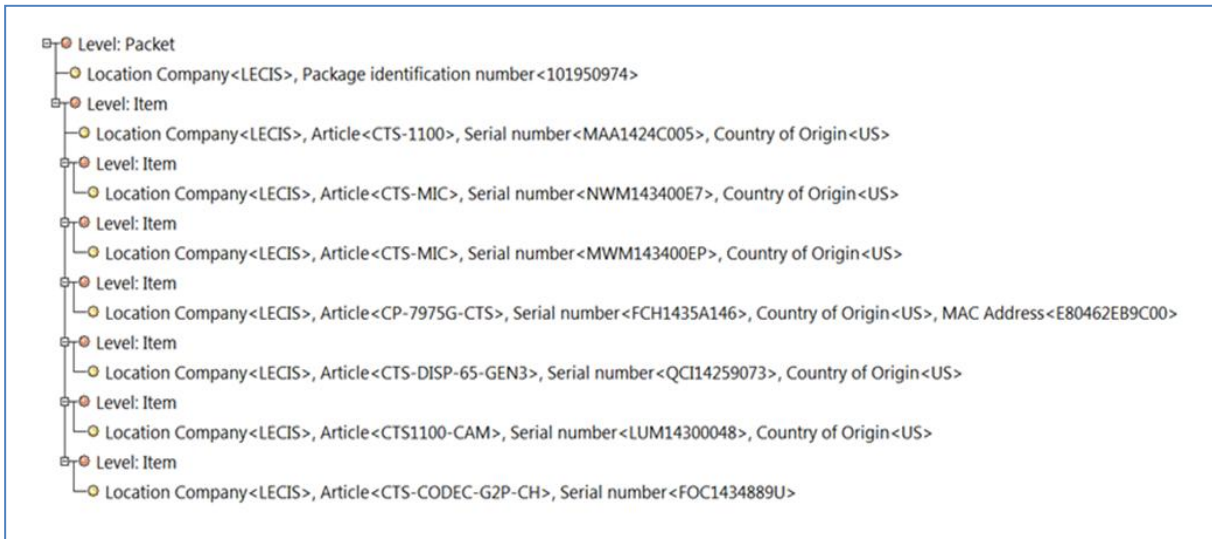 Level: Packet
Location Company<LECIS>, Package identification number<101950974>
Level: Item
Location Company<LECIS>, Article<CTS-1100>, Serial number<MAA1424C005>, Country of Origin<US>
Level: Item
Location Company<LECIS>, Article<CTS-MIC>, Serial number<NWM143400E7>, Country of Origin<US>
Level: Item
Location Company<LECIS>, Article<CTS-MIC>, Serial number<MWM143400EP>, Country of Origin<US>
Level: Item
Location Company<LECIS>, Article<CP-7975G-CTS>, Serial number<FCH1435A146>, Country of Origin<US>, MAC Address<E80462EB9C00>
Level: Item
Location Company<LECIS>, Article<CTS-DISP-65-GEN3>, Serial number<QCI14259073>, Country of Origin<US>
Level: Item
Location Company<LECIS>, Article<CTS1100-CAM>, Serial number<LUM14300048>, Country of Origin<US>
Level: Item
Location Company<LECIS>, Article<CTS-CODEC-G2P-CH>, Serial number<FOC1434889U>